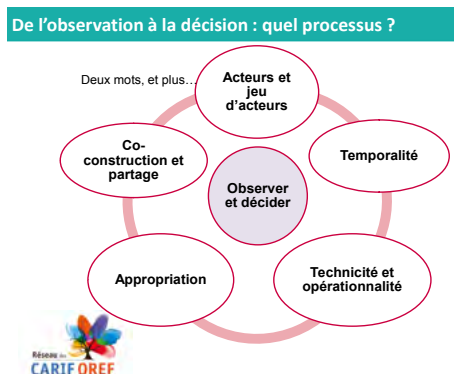 De l'observation à la décision : quel processus ?
Deux mots, et plus…
Acteurs et
jeu
d'acteurs
Co-
construction et
partage
Temporalité
Observer
et décider
Appropriation
Technicité et
opérationnalité
Réseau des
CARIF OREF